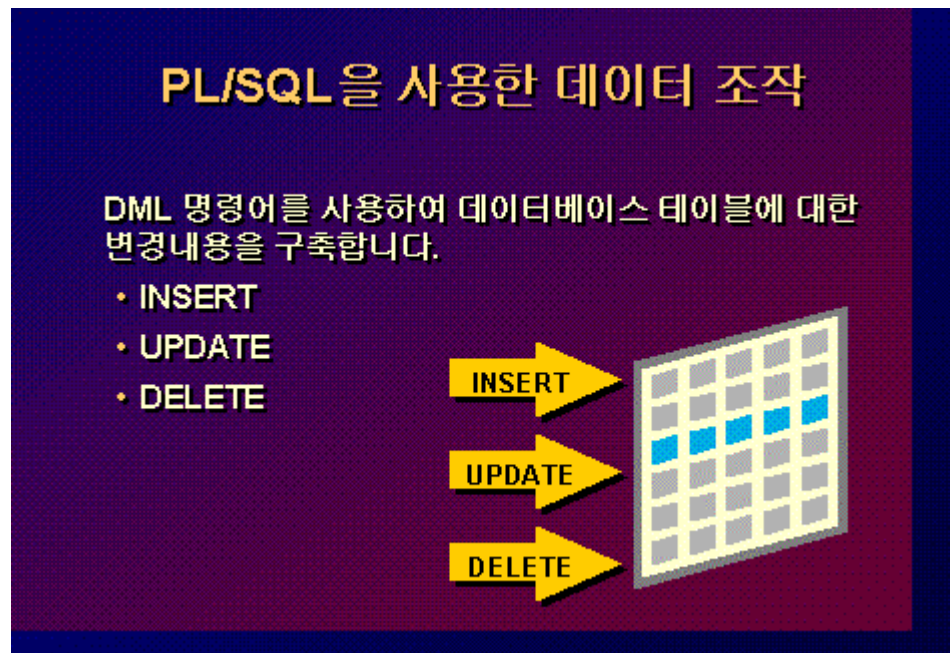 PL/SQL을 사용한 데이터 조작
DML 명령어를 사용하여 데이터베이스 테이블에 대한
변경내용을 구축합니다.
• INSERT
• UPDATE
• DELETE
INSERT
UPDATE
DELETE